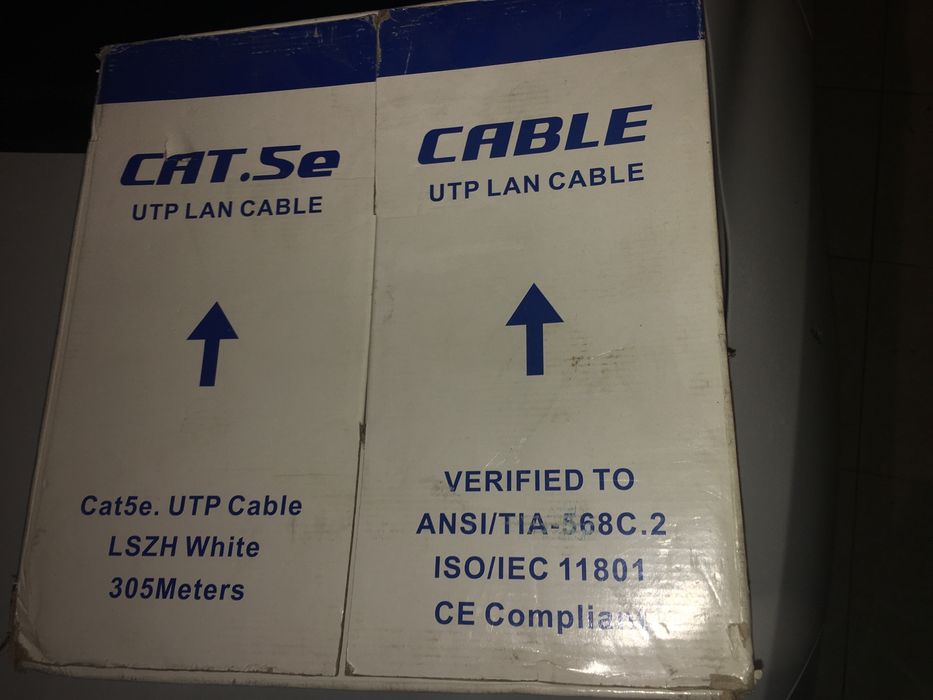 CAT.5e
UTP LAN CABLE
Cat5e. UTP Cable
LSZH White
305Meters
CABLE
UTP LAN CABLE
VERIFIED TO
ANSI/TIA-568C.2
ISO/IEC 11801
CE Compliant